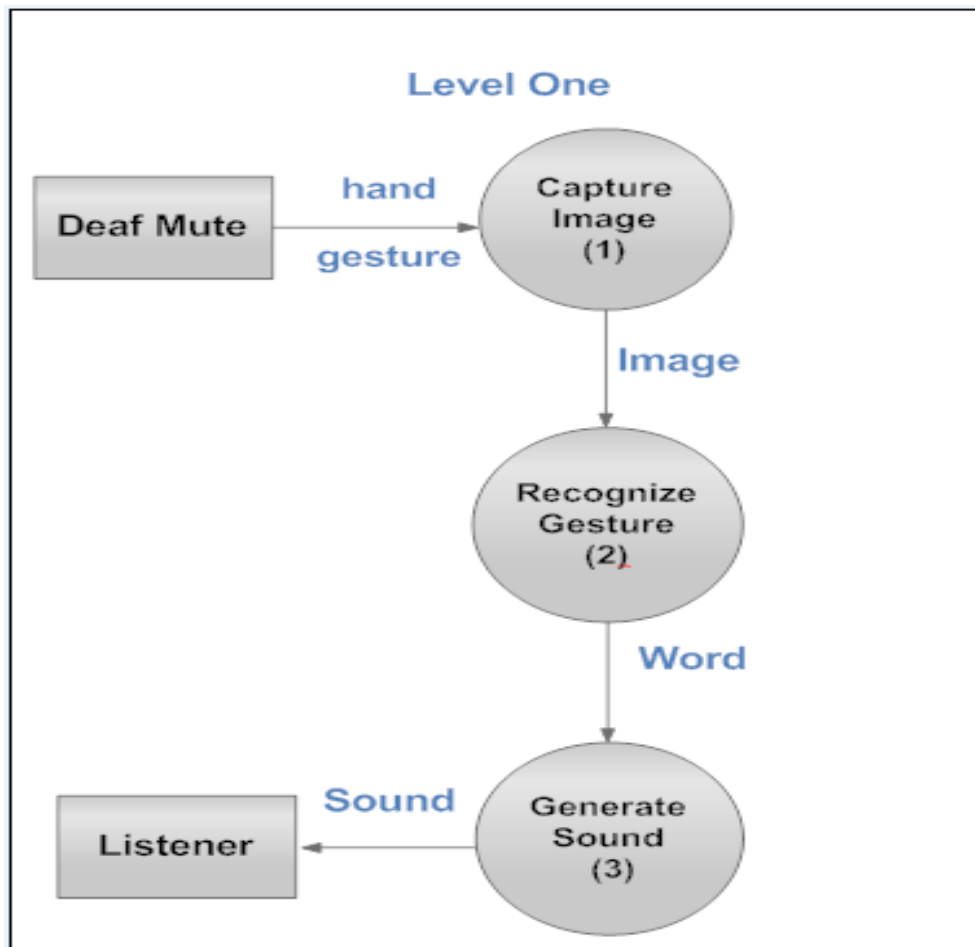 Level One
Deaf Mute
hand
gesture
Capture
Image
(1)
Image
Recognize
Gesture
(2)
Word
Generate
Sound
(3)
Sound
Listener